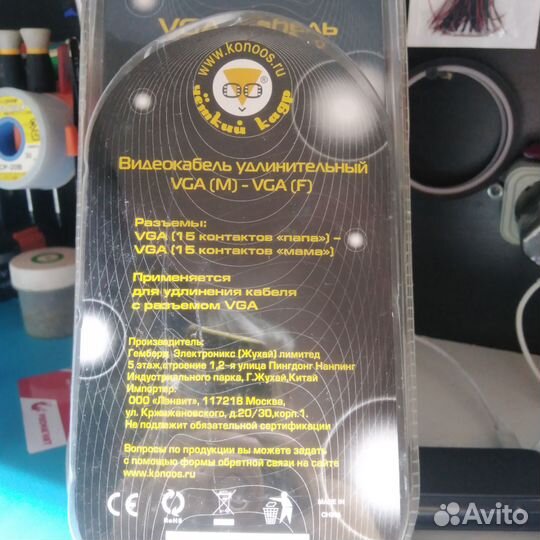 VGA
www.konoos.ru
чёткий кадр
Видеокабель удлинительный
VGA (M) - VGA (F)
Разъемы:
VGA (15 контактов «папа») -
VGA (15 контактов «мама»)
Применяется
для удлинения кабеля
с разъемом VGA
Производитель:
Гемберд Электроникс (Жухай) лимитед
5 этаж,строение 1,2-я улица Пингдонг Нанпинг
Индустриального парка, Г.Жухай,Китай
Импортер:
ООО «Лэнаит», 117218 Москва,
ул. Кржижановского, д.20/30,корп.1.
Не подлежит обязательной сертификации
Вопросы по продукции вы можете задать
с помощью формы обратной связи на сайте
www.konoos.ru
CE
RoHS
MADE IN
CHINA
Avito